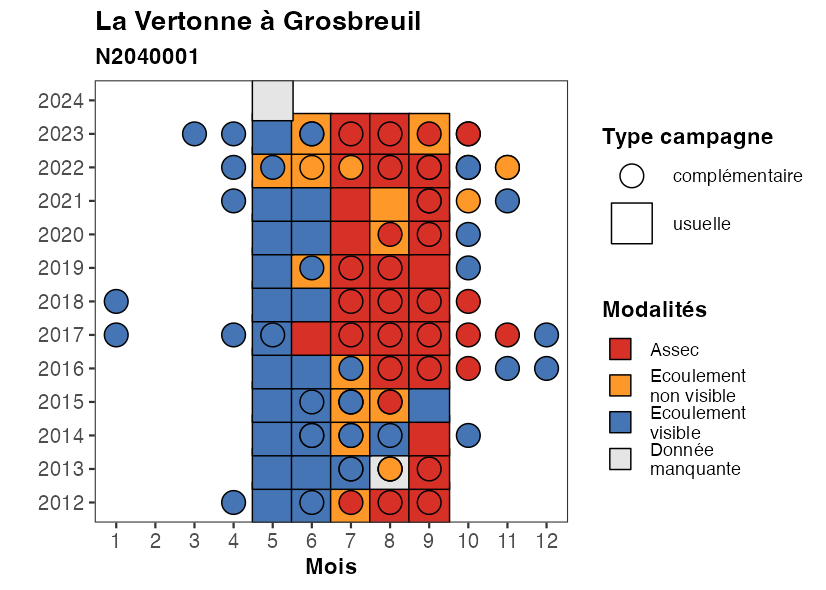 La Vertonne à Grosbreuil
N2040001
2024
2023
2022
2021
2020
2019
2018
2017
2016
2015
2014
2013
2012
1 2 3 4 5 6 7 8 9 10 11 12
Mois
Type campagne
complémentaire
usuelle
Modalités
Assec
Ecoulement
non visible
Ecoulement
visible
Donnée
manquante